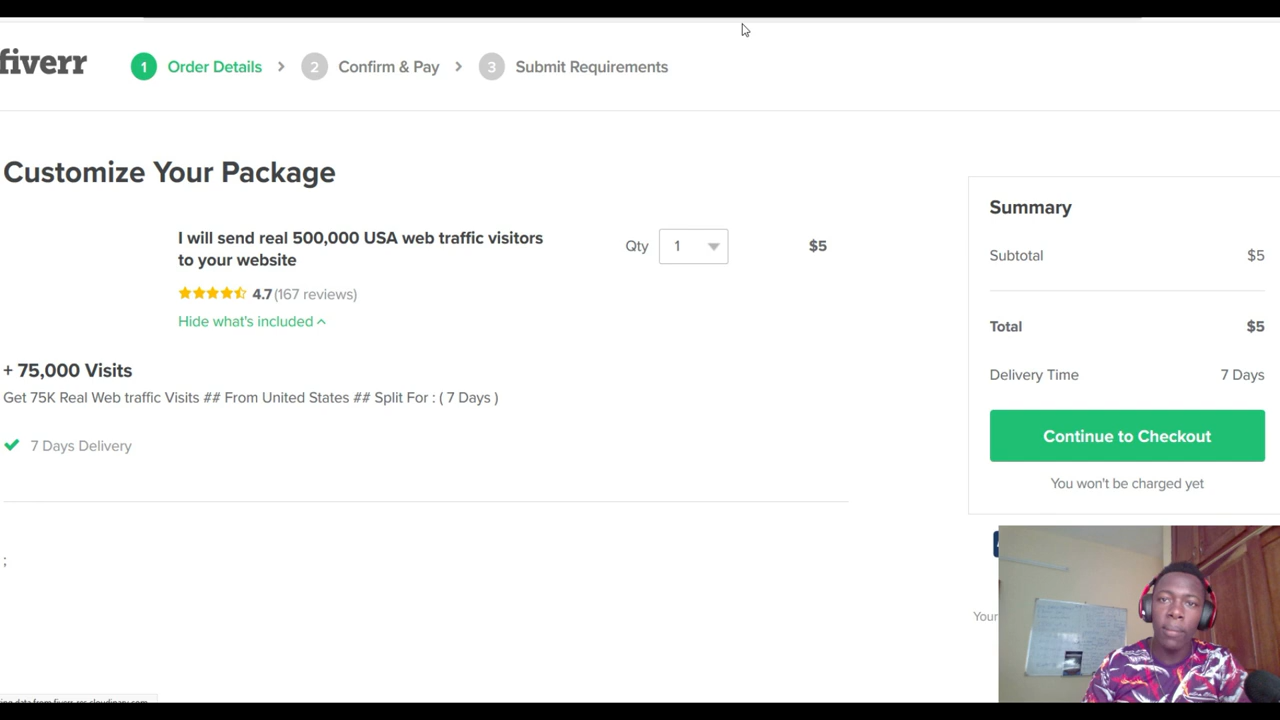 fiverr
1 Order Details > 2 Confirm & Pay > 3 Submit Requirements
Customize Your Package
I will send real 500,000 USA web traffic visitors
to your website
Qty 1 $5
4.7 (167 reviews)
Hide what's included
+ 75,000 Visits
Get 75K Real Web traffic Visits ## From United States ## Split For : ( 7 Days )
7 Days Delivery
;
Summary
Subtotal $5
Total $5
Delivery Time 7 Days
Continue to Checkout
You won't be charged yet
Your